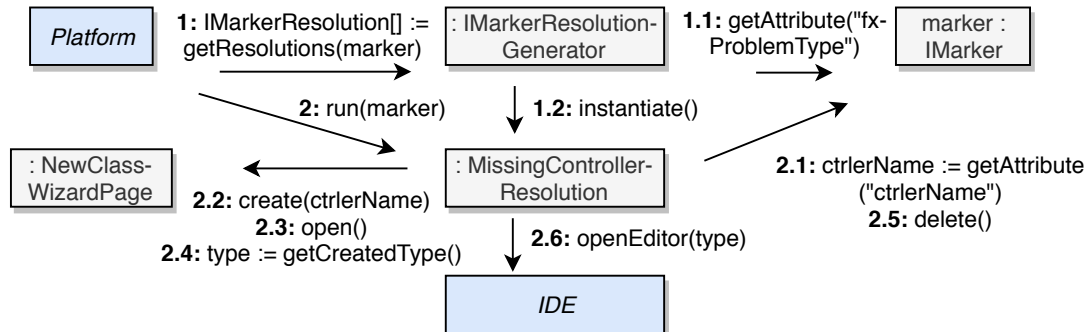 Platform
1: IMarkerResolution[] :=
getResolutions(marker)
: IMarkerResolution-
Generator
1.1: getAttribute("fx-
ProblemType")
marker :
IMarker
2: run(marker)
1.2: instantiate()
: NewClass-
WizardPage
: MissingController-
Resolution
2.1: ctrlerName := getAttribute
("ctrlerName")
2.5: delete()
2.2: create(ctrlerName)
2.3: open()
2.4: type := getCreatedType()
2.6: openEditor(type)
IDE